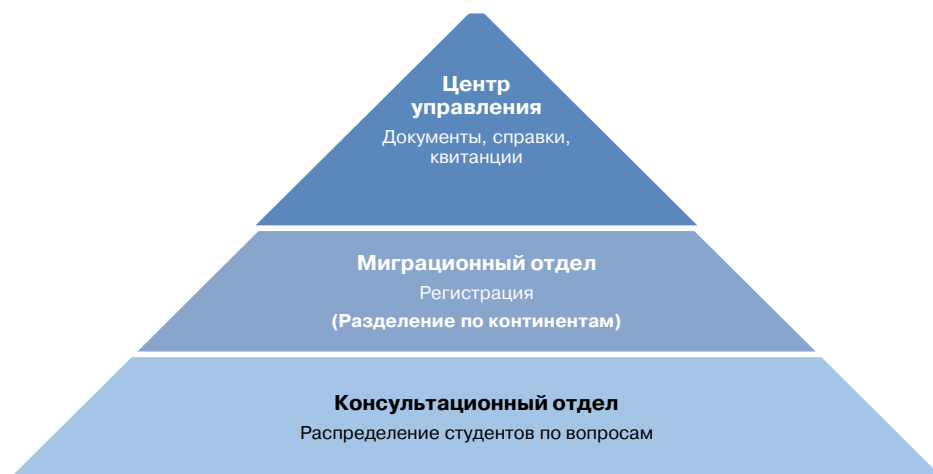 Центр
управления
Документы, справки,
квитанции
Миграционный отдел
Регистрация
(Разделение по континентам)
Консультационный отдел
Распределение студентов по вопросам